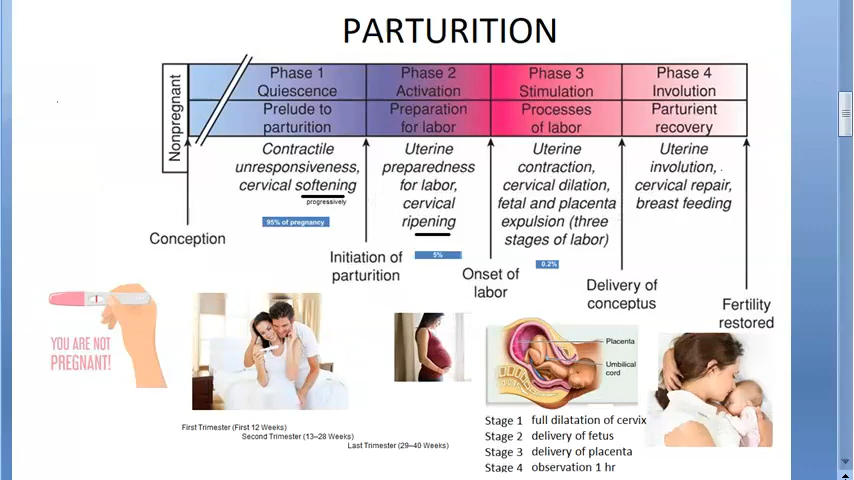 PARTURITION
Nonpregnant
Phase 1
Quiescence
Prelude to
parturition
Contractile
unresponsiveness,
cervical softening
progressively
95% of pregnancy
Phase 2
Activation
Preparation
for labor
Uterine
preparedness
for labor,
cervical
ripening
5%
Phase 3
Stimulation
Processes
of labor
Uterine
contraction,
cervical dilation,
fetal and placenta
expulsion (three
stages of labor)
0.2%
Phase 4
Involution
Parturient
recovery
Uterine
involution,
cervical repair,
breast feeding
Conception
Initiation of
parturition
Onset of
labor
Delivery of
conceptus
Fertility
restored
YOU ARE NOT
PREGNANT!
Placenta
Umbilical
cord
First Trimester (First 12 Weeks)
Second Trimester (13–28 Weeks)
Last Trimester (29–40 Weeks)
Stage 1 full dilatation of cervix
Stage 2 delivery of fetus
Stage 3 delivery of placenta
Stage 4 observation 1 hr